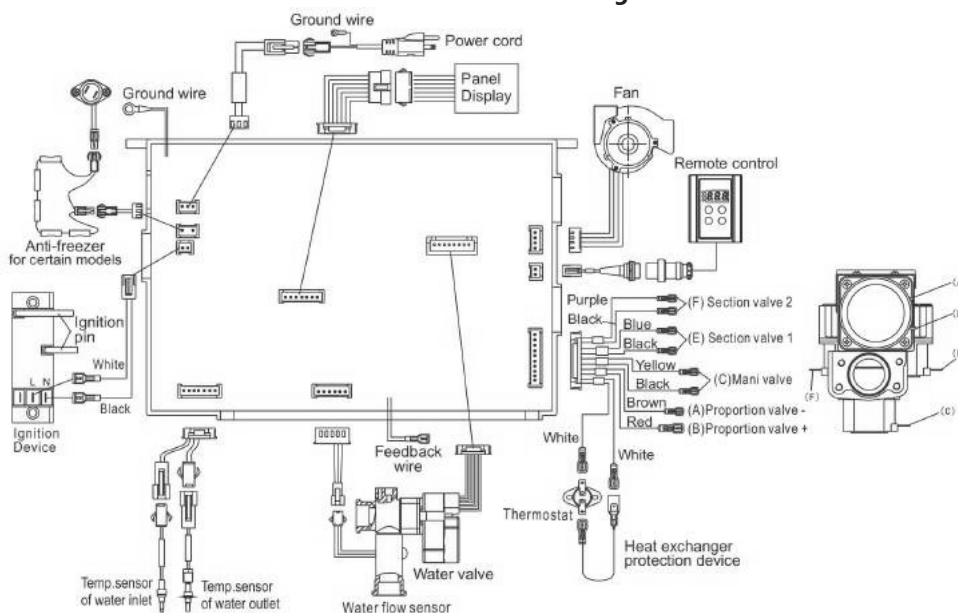 Ground wire
Power cord
Panel
Display
Ground wire
Fan
Remote control
Anti-freezer
for certain models
Ignition
pin
White
L N
Black
Ignition
Device
Purple
Black
(F) Section valve 2
Blue
Black
(E) Section valve 1
Yellow
Black
(C)Mani valve
Brown
(A)Proportion valve -
Red
(B)Proportion valve +
White
White
Feedback
wire
Thermostat
Heat exchanger
protection device
Water valve
Water flow sensor
Temp.sensor
of water inlet
Temp.sensor
of water outlet
(F)
(C)